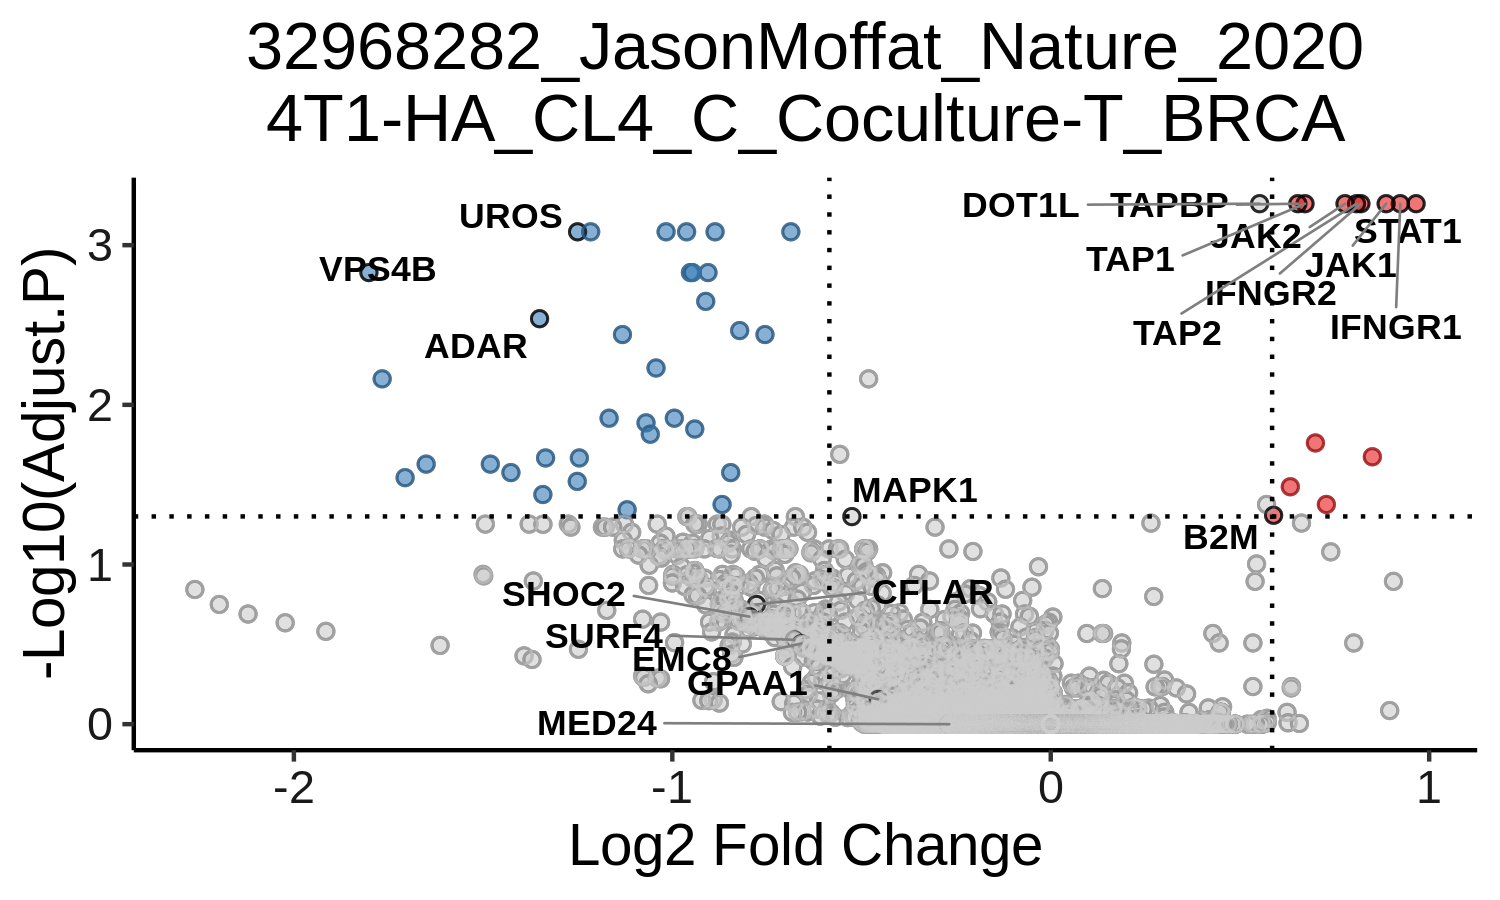 32968282_JasonMoffat_Nature_2020
4T1-HA_CL4_C_Coculture-T_BRCA
-Log10(Adjust.P)
3
2
1
0
UROS
VPS4B
ADAR
DOT1L
TAPBP
JAK2
STAT1
TAP1
JAK1
IFNGR2
TAP2
IFNGR1
MAPK1
B2M
SHOC2
CFLAR
SURF4
EMC8
GPAA1
MED24
-2
-1
0
1
Log2 Fold Change